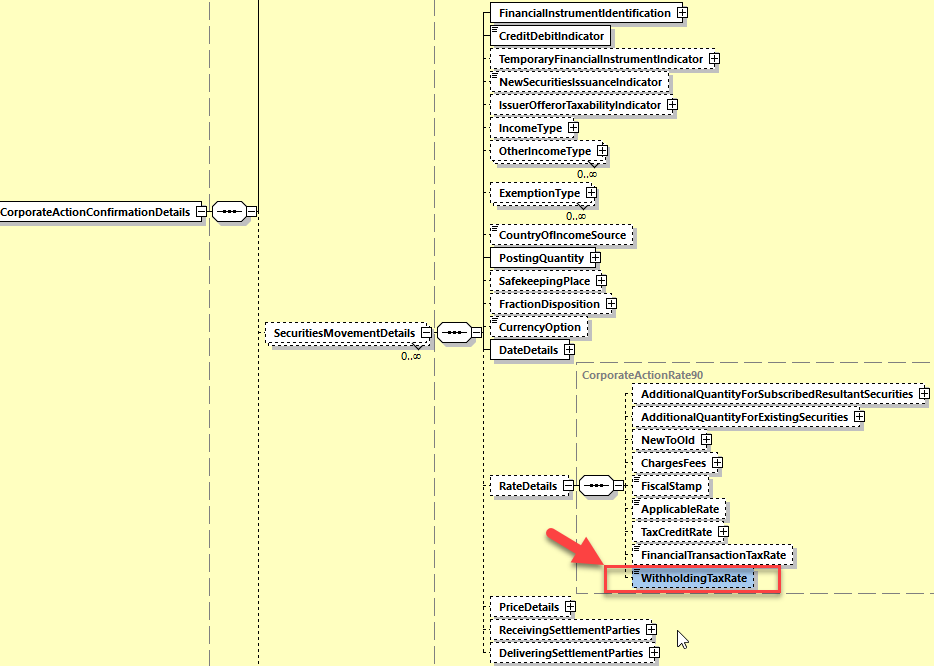 FinancialInstrumentIdentification
CreditDebitIndicator
TemporaryFinancialInstrumentIndicator
NewSecuritiesIssuanceIndicator
IssuerOfferorTaxabilityIndicator
IncomeType
OtherIncomeType
0..∞
ExemptionType
0..∞
CorporateActionConfirmationDetails
CountryOfIncomeSource
PostingQuantity
SafekeepingPlace
FractionDisposition
CurrencyOption
SecuritiesMovementDetails
0..∞
DateDetails
CorporateActionRate90
AdditionalQuantityForSubscribedResultantSecurities
AdditionalQuantityForExistingSecurities
NewToOld
ChargesFees
RateDetails
FiscalStamp
ApplicableRate
TaxCreditRate
FinancialTransactionTaxRate
WithholdingTaxRate
PriceDetails
ReceivingSettlementParties
DeliveringSettlementParties